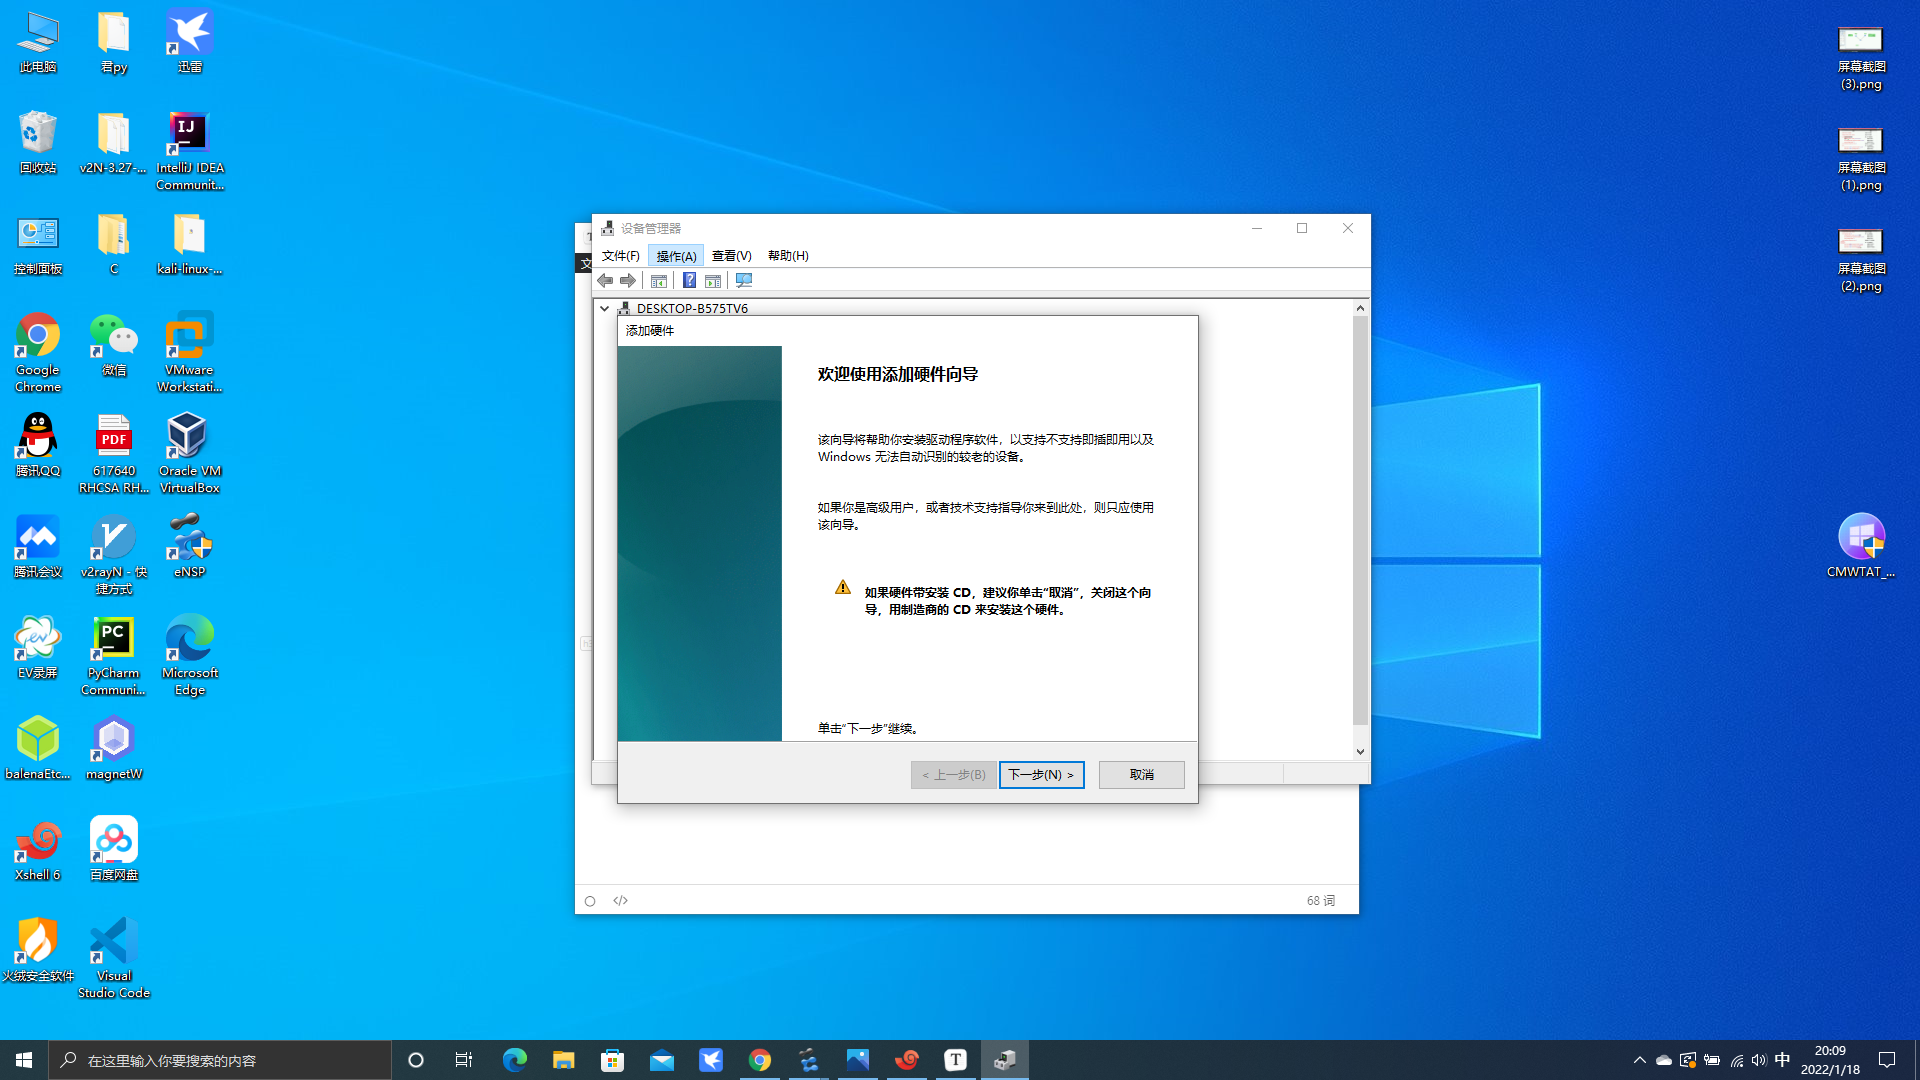 此电脑
君py
迅雷
回收站
v2N-3.27-...
IntelliJ IDEA
Communit...
控制面板
C
kali-linux-...
Google
Chrome
微信
VMware
Workstati...
腾讯QQ
617640
RHCSA RH...
Oracle VM
VirtualBox
腾讯会议
v2rayN - 快
捷方式
eNSP
EV录屏
PyCharm
Communi...
Microsoft
Edge
balenaEtc...
magnetW
Xshell 6
百度网盘
火绒安全软件
Visual
Studio Code
屏幕截图
(3).png
屏幕截图
(1).png
屏幕截图
(2).png
CMWTAT_...
设备管理器
文件(F) 操作(A) 查看(V) 帮助(H)
DESKTOP-B575TV6
添加硬件
欢迎使用添加硬件向导
该向导将帮助你安装驱动程序软件，以支持不支持即插即用以及
Windows 无法自动识别的较老的设备。
如果你是高级用户，或者技术支持指导你来到此处，则只应使用
该向导。
如果硬件带安装 CD，建议你单击“取消”，关闭这个向
导，用制造商的 CD 来安装这个硬件。
单击“下一步”继续。
< 上一步(B)
下一步(N) >
取消
68 词
在这里输入你要搜索的内容
中
20:09
2022/1/18